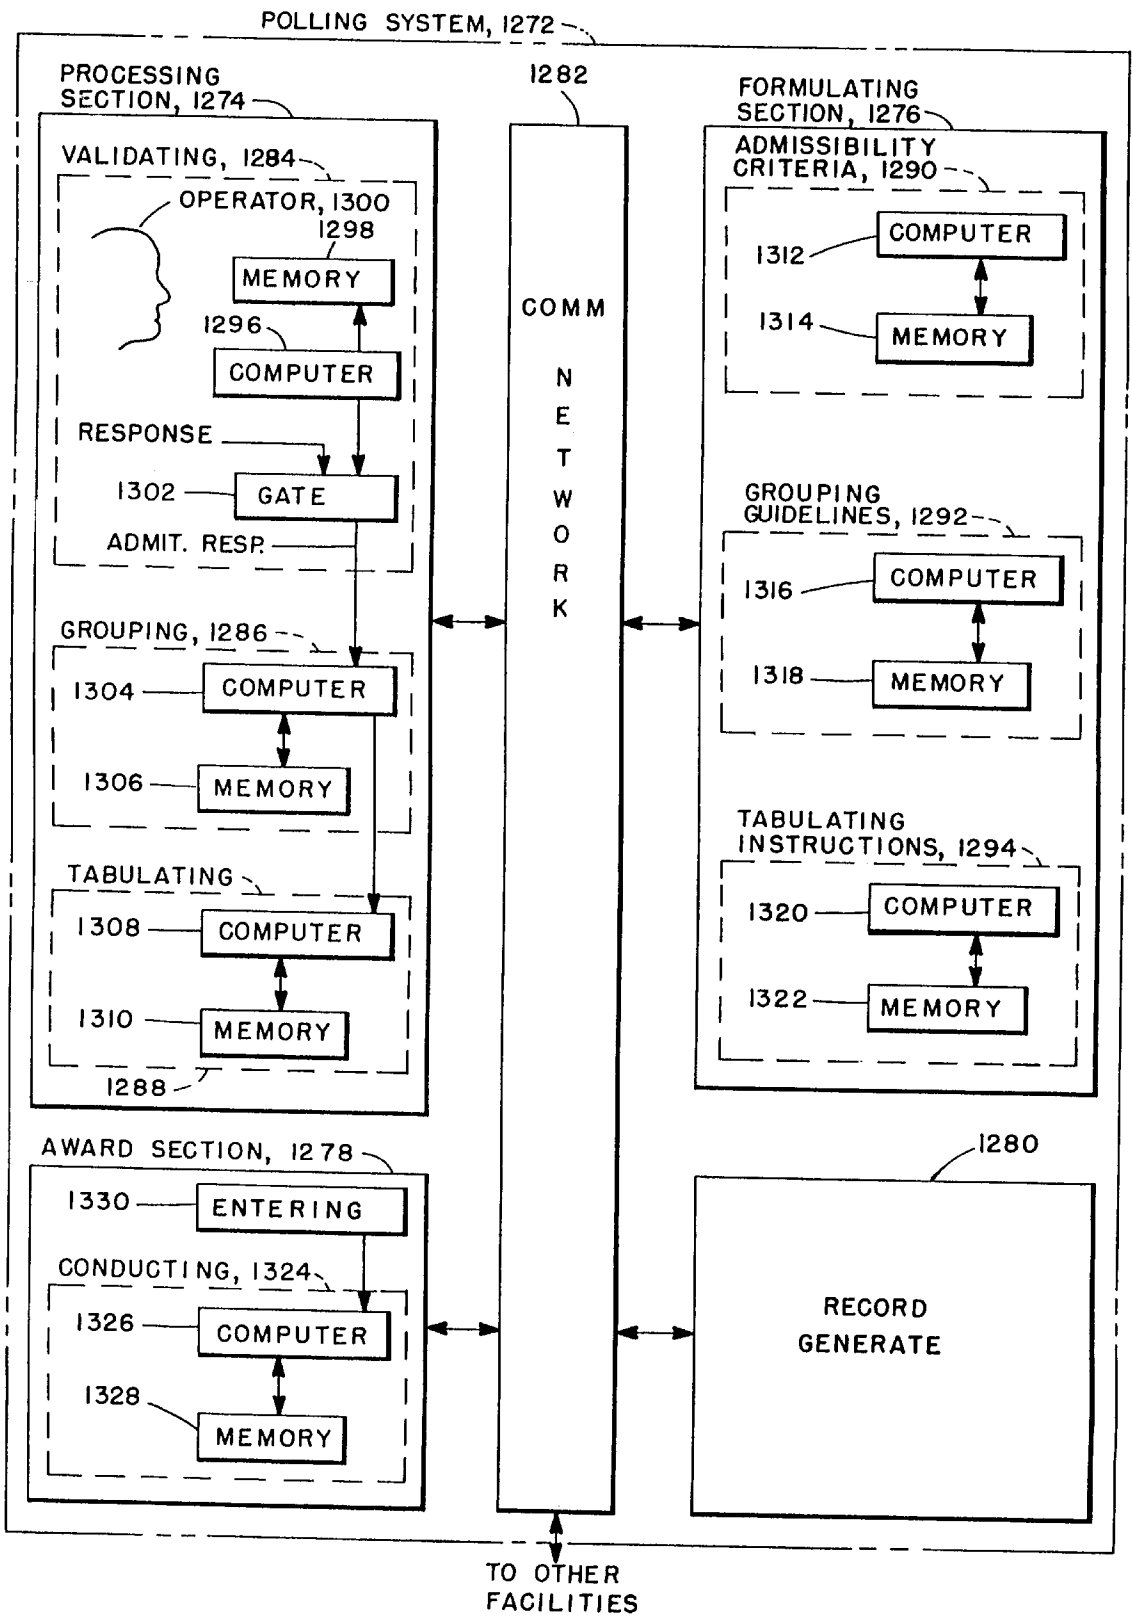 POLLING SYSTEM, 1272
PROCESSING
SECTION, 1274
VALIDATING, 1284
OPERATOR, 1300
1298
MEMORY
1296
COMPUTER
RESPONSE
1302
GATE
ADMIT. RESP.
GROUPING, 1286
1304
COMPUTER
1306
MEMORY
TABULATING
1308
COMPUTER
1310
MEMORY
1288
AWARD SECTION, 1278
1330
ENTERING
CONDUCTING, 1324
1326
COMPUTER
1328
MEMORY
1282
COMM
NETWORK
TO OTHER
FACILITIES
FORMULATING
SECTION, 1276
ADMISSIBILITY
CRITERIA, 1290
1312
COMPUTER
1314
MEMORY
GROUPING
GUIDELINES, 1292
1316
COMPUTER
1318
MEMORY
TABULATING
INSTRUCTIONS, 1294
1320
COMPUTER
1322
MEMORY
1280
RECORD
GENERATE